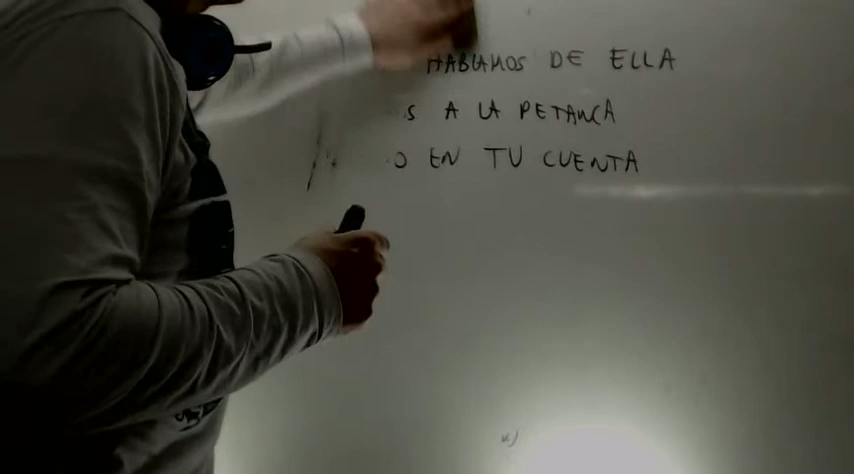 HABLAMOS DE ELLA
S A LA PETANCA
O EN TU CUENTA